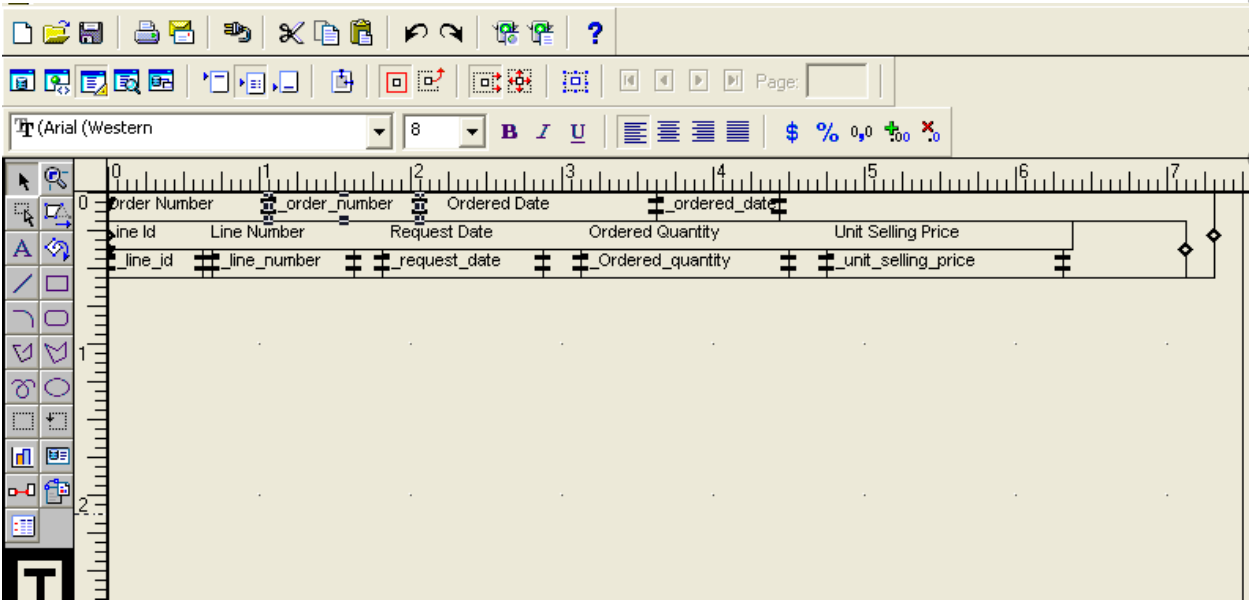 Page:
(Arial (Western 8 B I U $ % 0,0 .00 .0
0 1 2 3 4 5 6 7
0 Order Number _order_number Ordered Date _ordered_date
Line Id Line Number Request Date Ordered Quantity Unit Selling Price
_line_id _line_number _request_date _Ordered_quantity _unit_selling_price
A
1
2
T